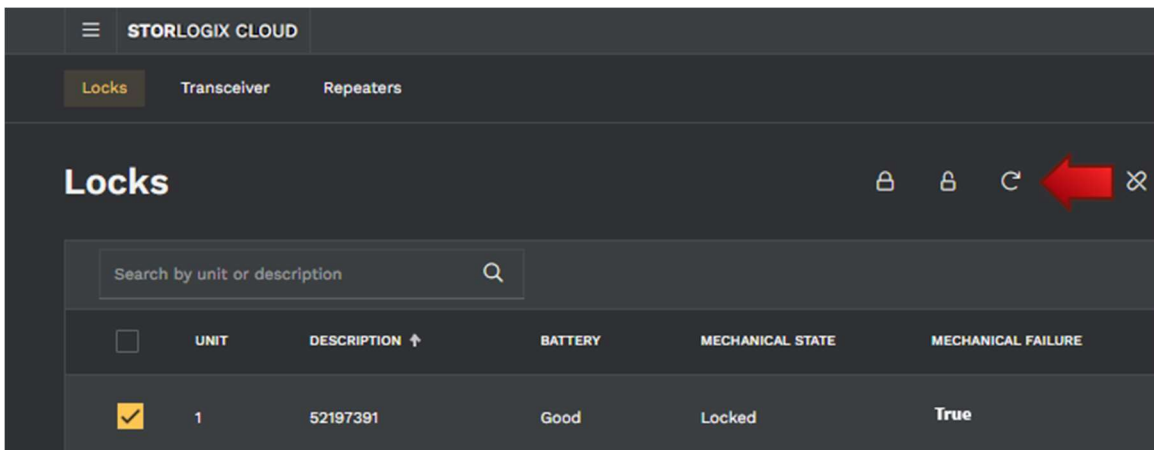 STORLOGIX CLOUD
Locks Transceiver Repeaters
Locks
Search by unit or description
UNIT DESCRIPTION BATTERY MECHANICAL STATE MECHANICAL FAILURE
1 52197391 Good Locked True